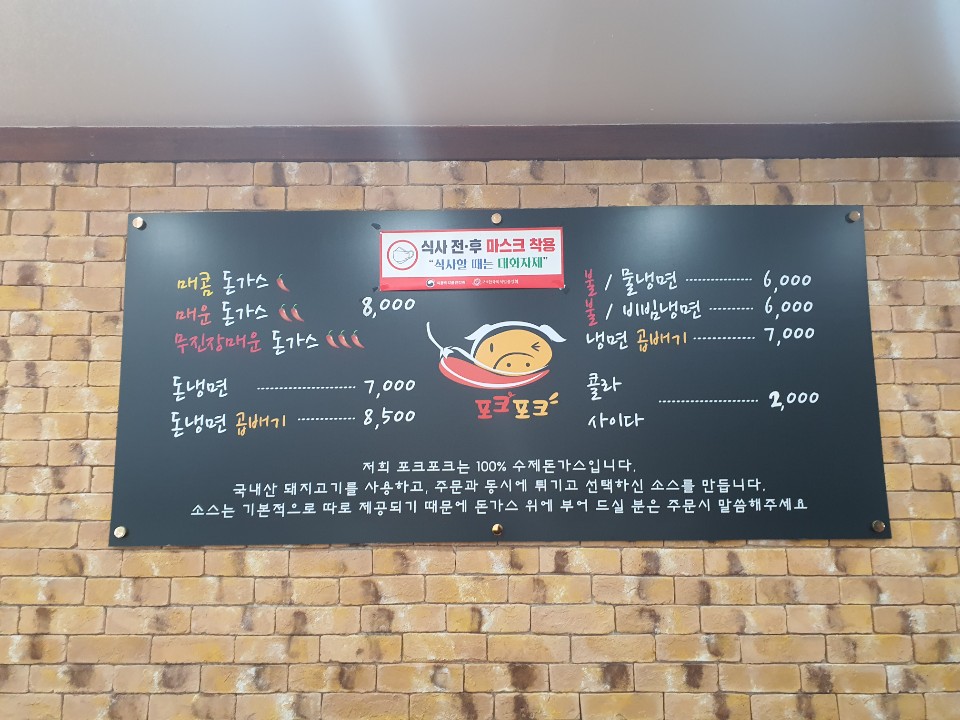 식사 전·후 마스크 착용
"식사할 때는 대화자제"
매콤 돈가스
매운 돈가스 8,000
무진장매운 돈가스
돈냉면 7,000
돈냉면 곱배기 8,500
포크포크
불 / 물냉면 6,000
불 / 비빔냉면 6,000
냉면 곱배기 7,000
콜라
2,000
사이다
저희 포크포크는 100% 수제돈가스입니다.
국내산 돼지고기를 사용하고, 주문과 동시에 튀기고 선택하신 소스를 만듭니다.
소스는 기본적으로 따로 제공되기 때문에 돈가스 위에 부어 드실 분은 주문시 말씀해주세요